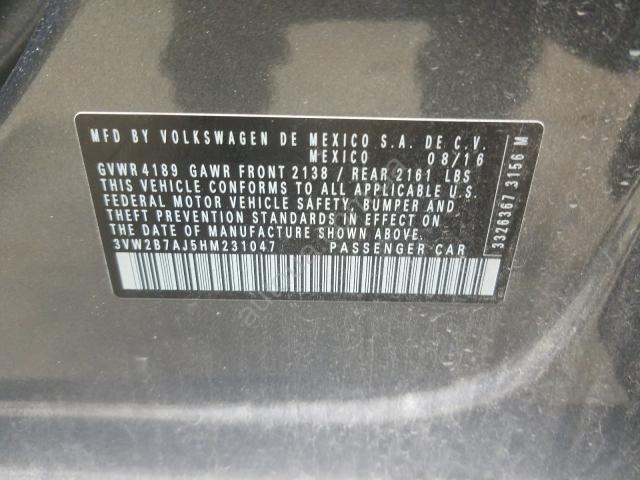 MFD BY VOLKSWAGEN DE MEXICO S.A. DE C.V.
MEXICO 08/16
GVWR 4189 GAWR FRONT 2138 / REAR 2161 LBS
THIS VEHICLE CONFORMS TO ALL APPLICABLE U.S.
FEDERAL MOTOR VEHICLE SAFETY, BUMPER AND
THEFT PREVENTION STANDARDS IN EFFECT ON
THE DATE OF MANUFACTURE SHOWN ABOVE.
3VW2B7AJ5HM231047 PASSENGER CAR
3326367 3156 M